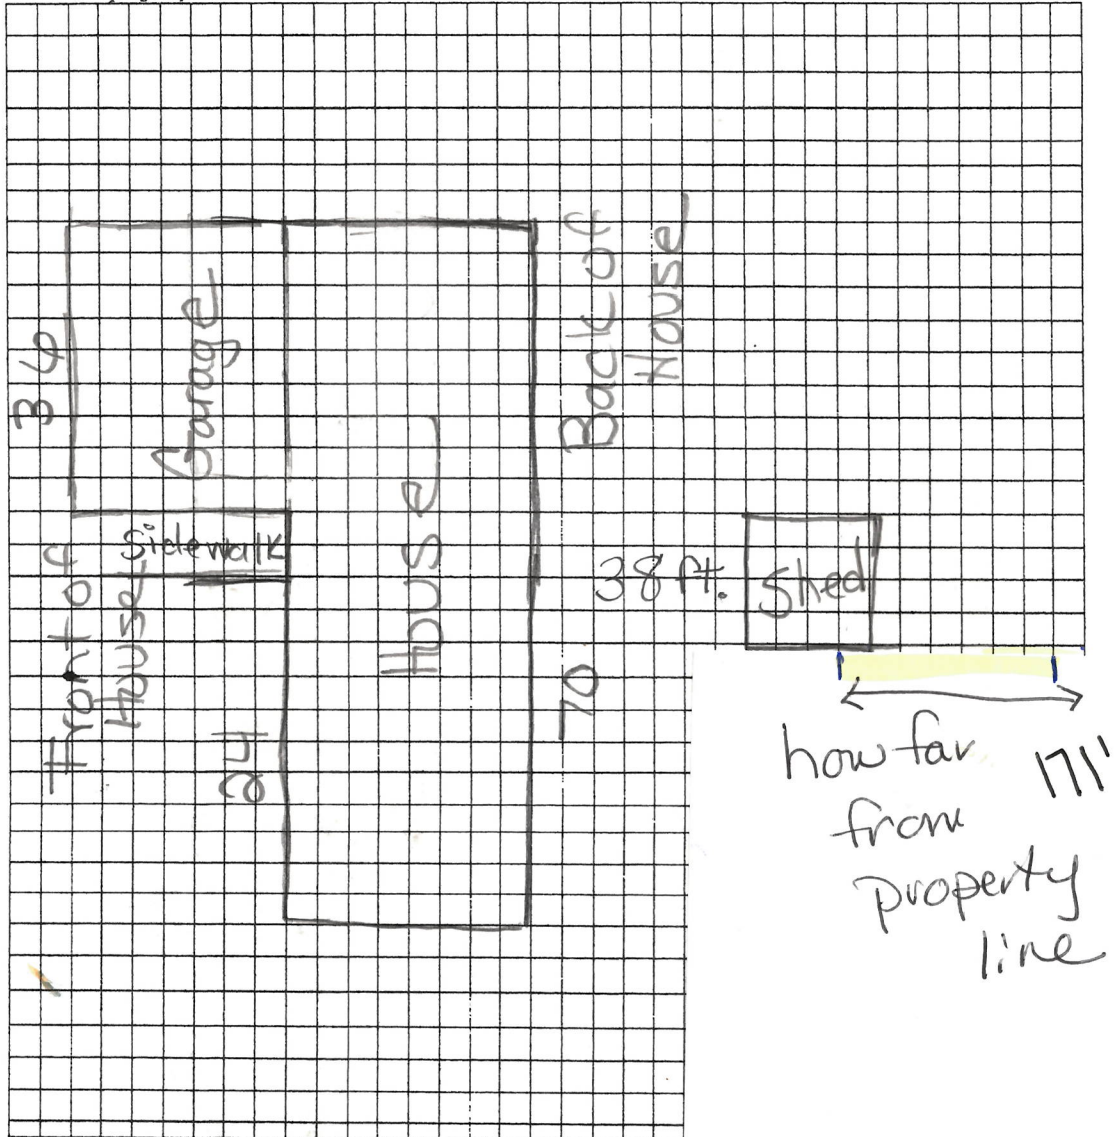 36
Garage
Sidewalk
Front of
House
24
House
Back of
House
70
38 ft.
Shed
how far
from
property
line
171'